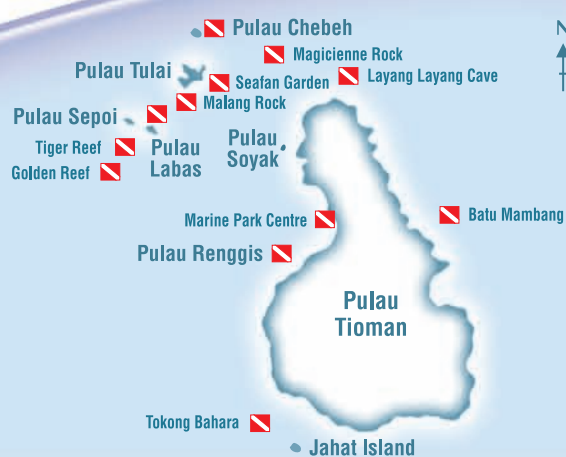 Pulau Chebeh
N
Magicienne Rock
Pulau Tulai
Seafan Garden
Layang Layang Cave
Malang Rock
Pulau Sepoi
Pulau
Labas
Pulau
Soyak
Tiger Reef
Golden Reef
Marine Park Centre
Batu Mambang
Pulau Renggis
Pulau
Tioman
Tokong Bahara
Jahat Island